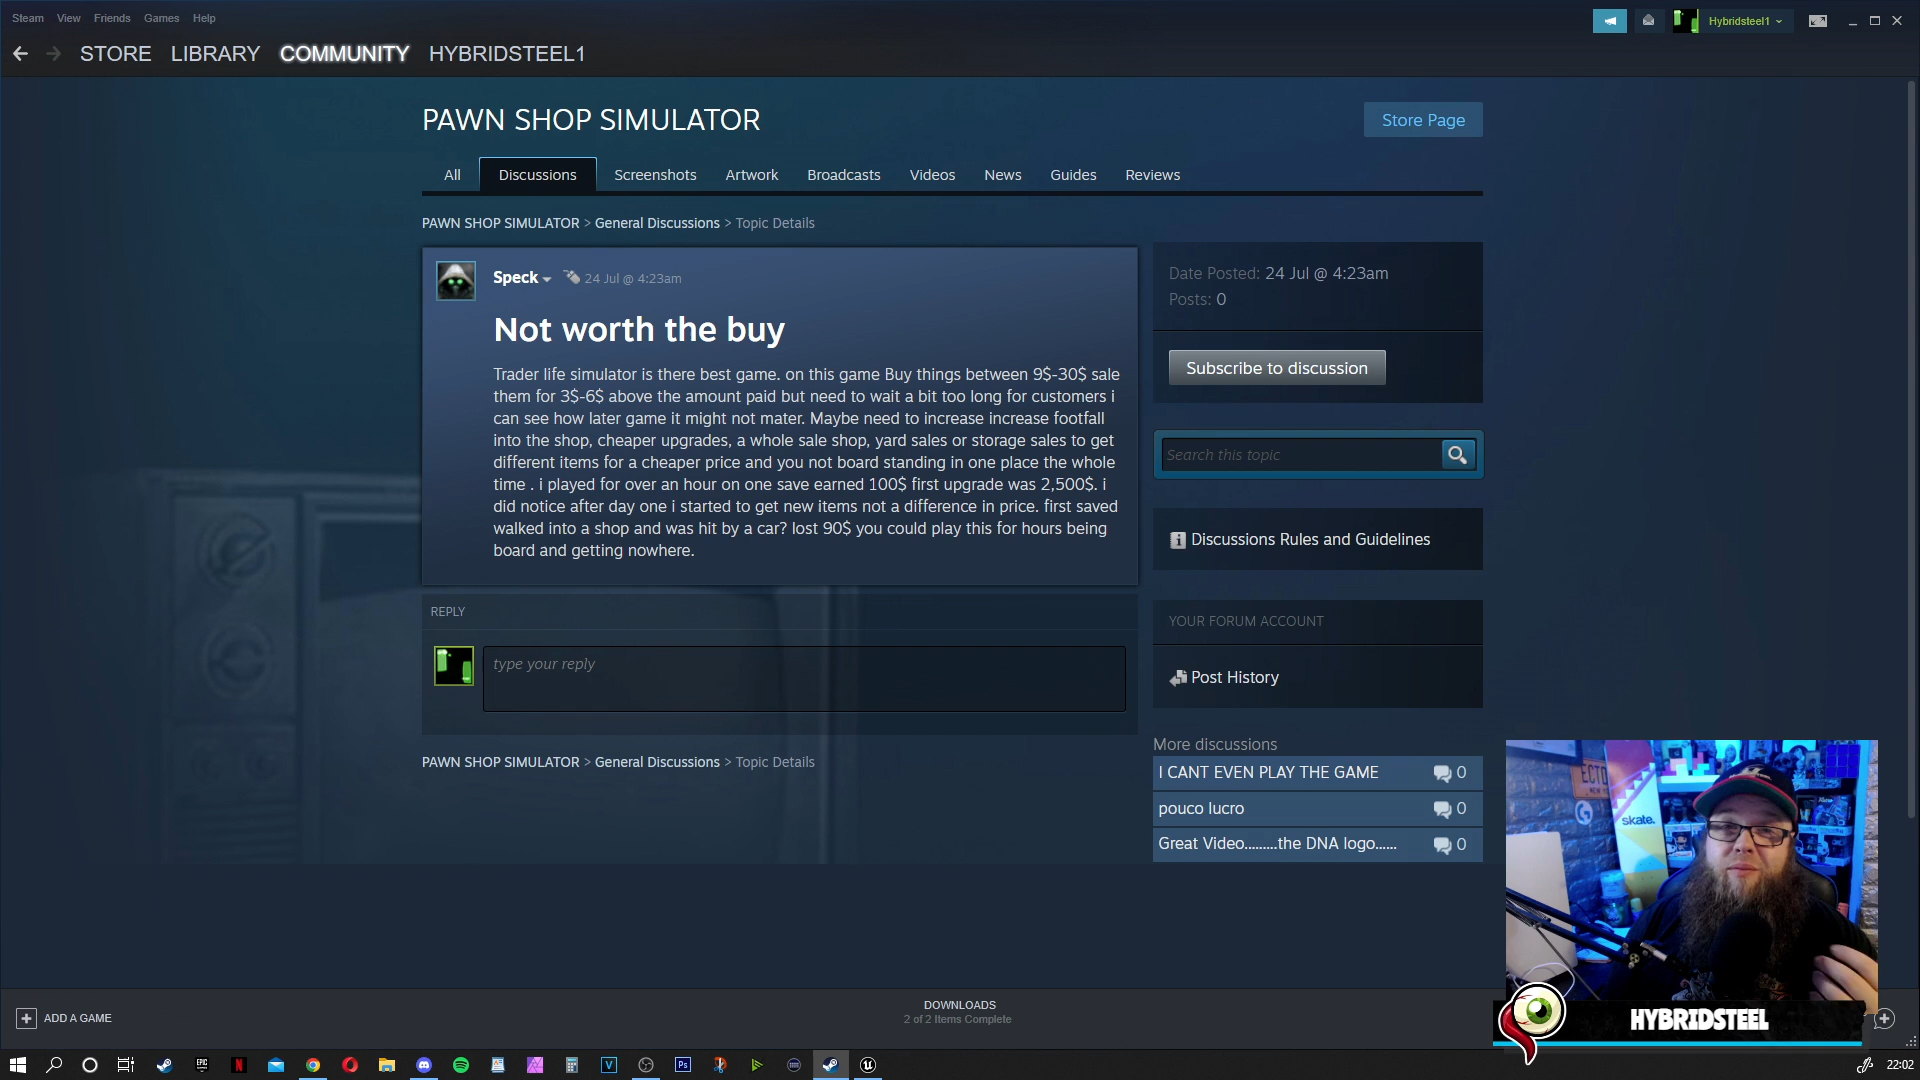 Steam View Friends Games Help
Hybridsteel1
STORE LIBRARY COMMUNITY HYBRIDSTEEL1
PAWN SHOP SIMULATOR
Store Page
All Discussions Screenshots Artwork Broadcasts Videos News Guides Reviews
PAWN SHOP SIMULATOR > General Discussions > Topic Details
Speck 24 Jul @ 4:23am
Not worth the buy
Trader life simulator is there best game. on this game Buy things between 9$-30$ sale
them for 3$-6$ above the amount paid but need to wait a bit too long for customers i
can see how later game it might not mater. Maybe need to increase increase footfall
into the shop, cheaper upgrades, a whole sale shop, yard sales or storage sales to get
different items for a cheaper price and you not board standing in one place the whole
time . i played for over an hour on one save earned 100$ first upgrade was 2,500$. i
did notice after day one i started to get new items not a difference in price. first saved
walked into a shop and was hit by a car? lost 90$ you could play this for hours being
board and getting nowhere.
REPLY
type your reply
PAWN SHOP SIMULATOR > General Discussions > Topic Details
Date Posted: 24 Jul @ 4:23am
Posts: 0
Subscribe to discussion
Search this topic
Discussions Rules and Guidelines
YOUR FORUM ACCOUNT
Post History
More discussions
I CANT EVEN PLAY THE GAME 0
pouco lucro 0
Great Video.........the DNA logo...... 0
skate.
HYBRIDSTEEL
ADD A GAME
DOWNLOADS
2 of 2 Items Complete
22:02